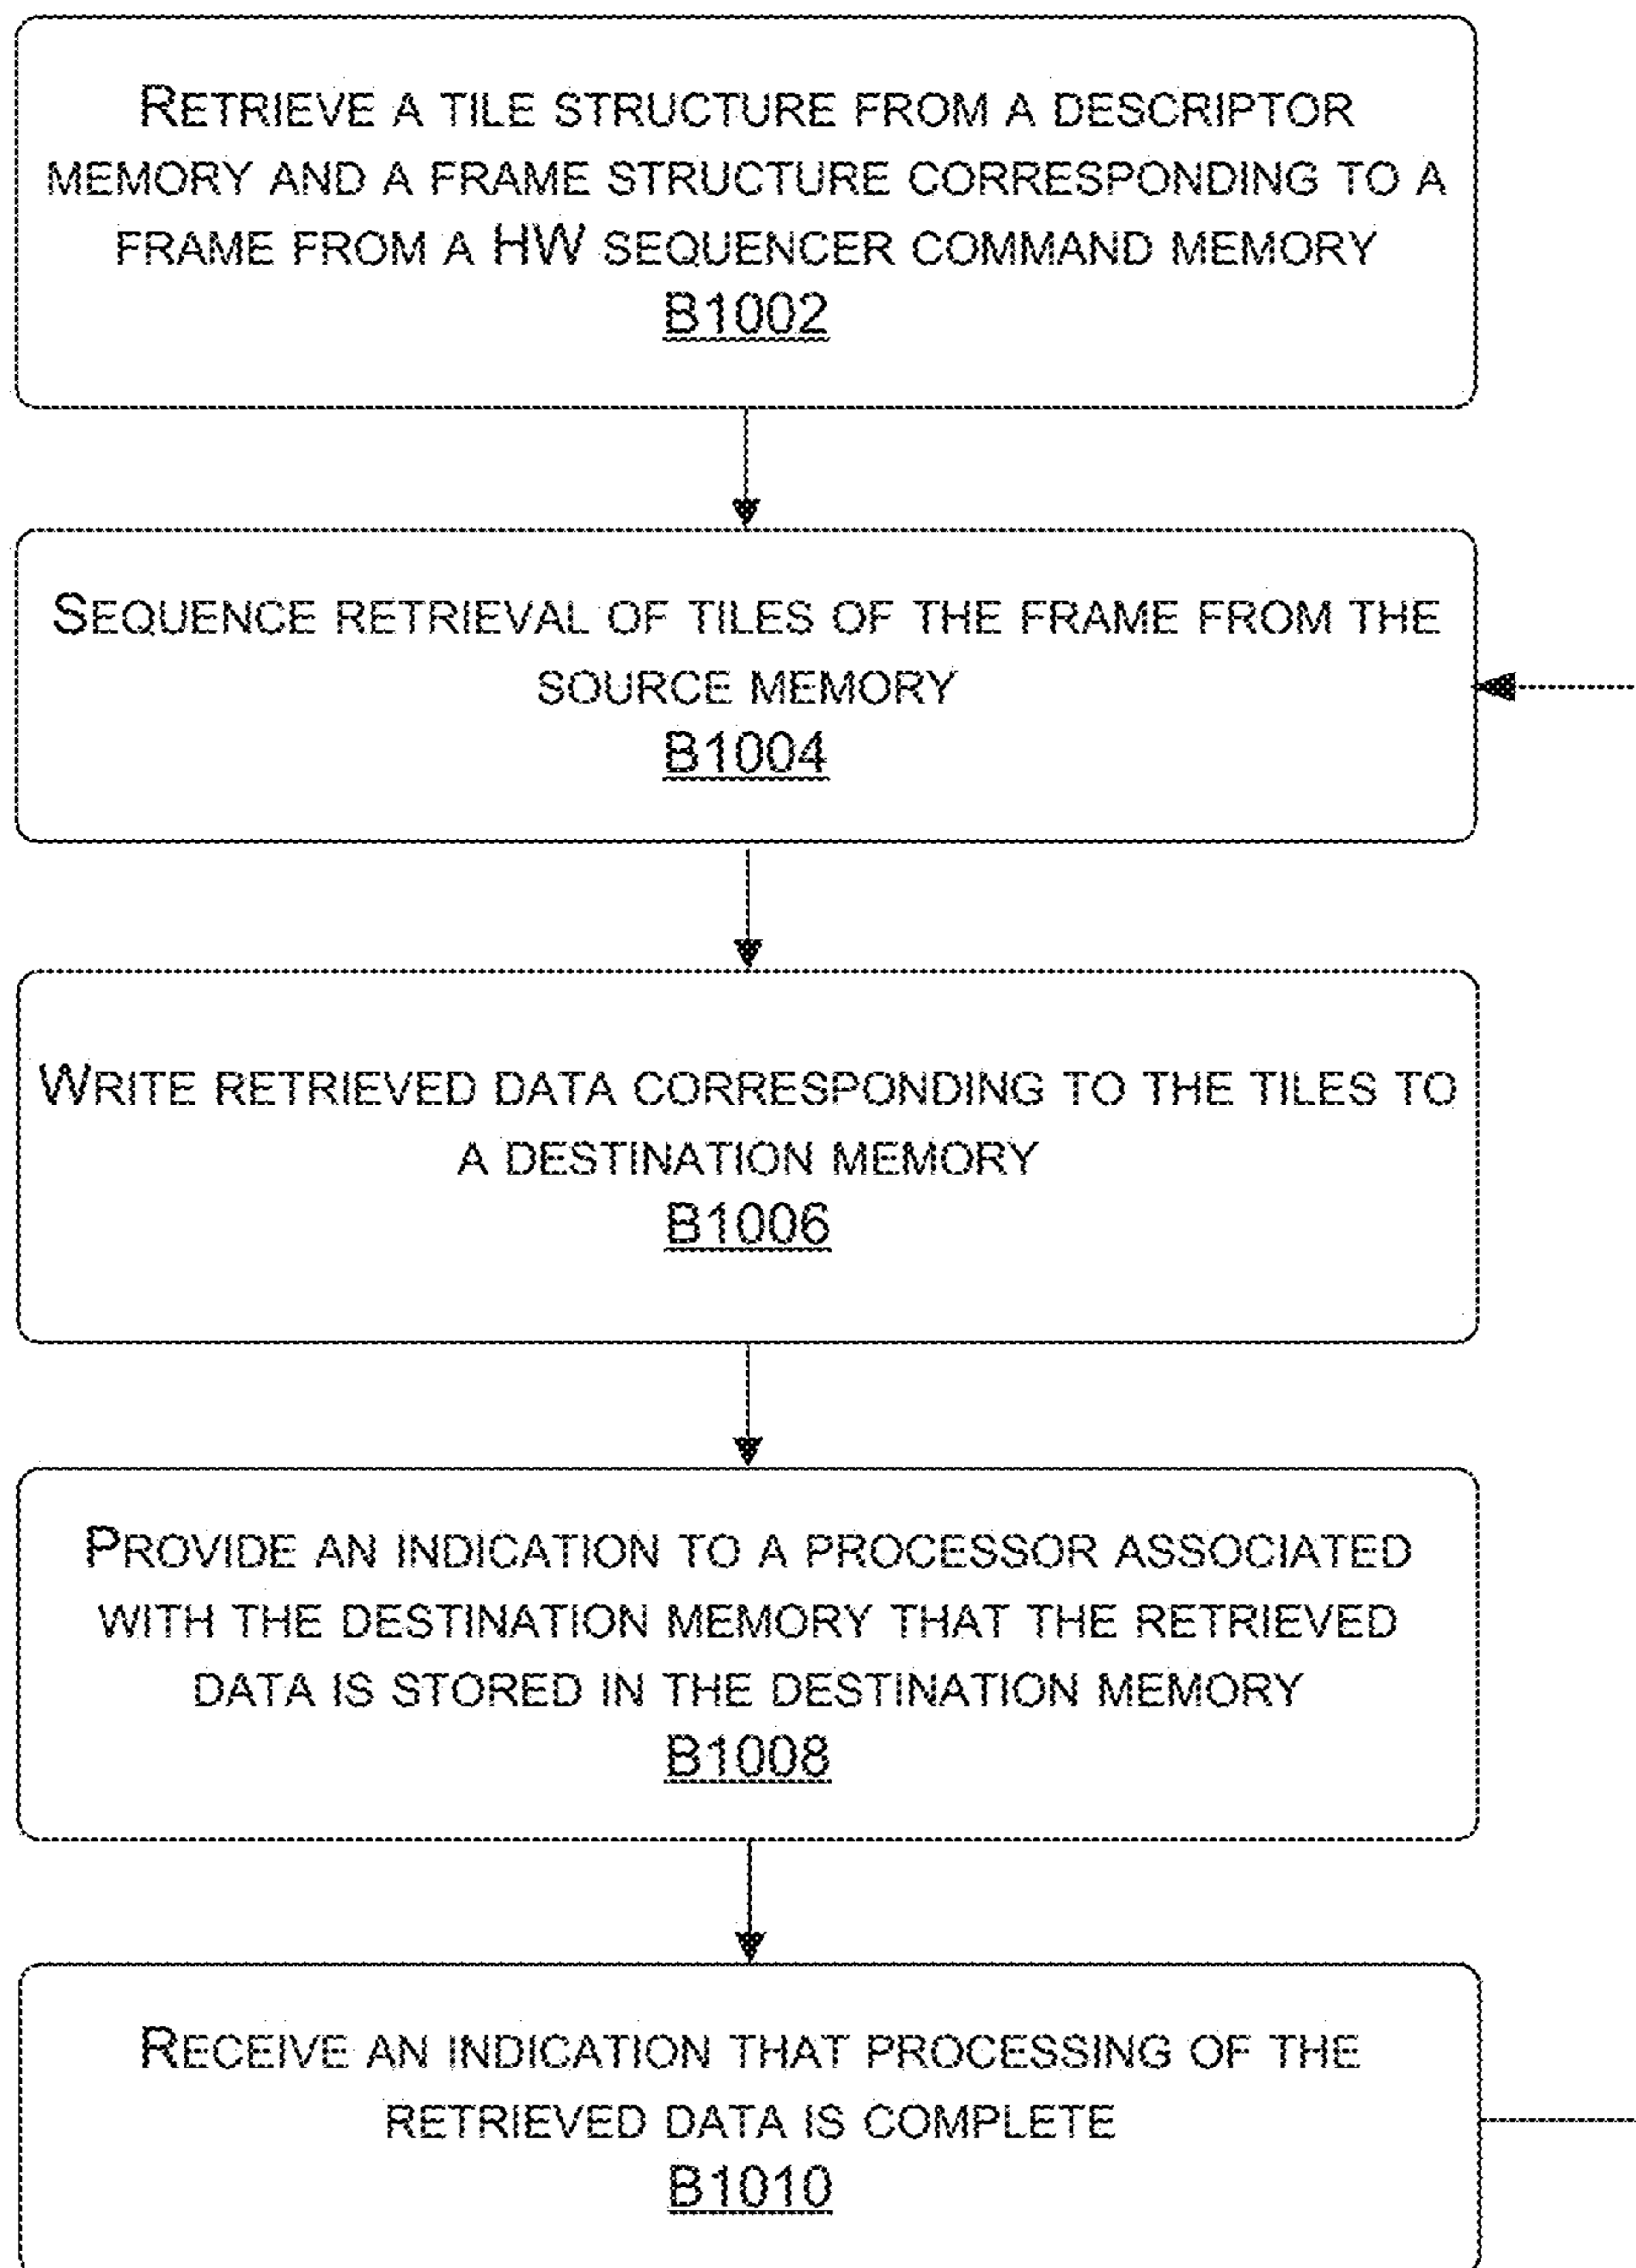 RETRIEVE A TILE STRUCTURE FROM A DESCRIPTOR
MEMORY AND A FRAME STRUCTURE CORRESPONDING TO A
FRAME FROM A HW SEQUENCER COMMAND MEMORY
B1002
SEQUENCE RETRIEVAL OF TILES OF THE FRAME FROM THE
SOURCE MEMORY
B1004
WRITE RETRIEVED DATA CORRESPONDING TO THE TILES TO
A DESTINATION MEMORY
B1006
PROVIDE AN INDICATION TO A PROCESSOR ASSOCIATED
WITH THE DESTINATION MEMORY THAT THE RETRIEVED
DATA IS STORED IN THE DESTINATION MEMORY
B1008
RECEIVE AN INDICATION THAT PROCESSING OF THE
RETRIEVED DATA IS COMPLETE
B1010